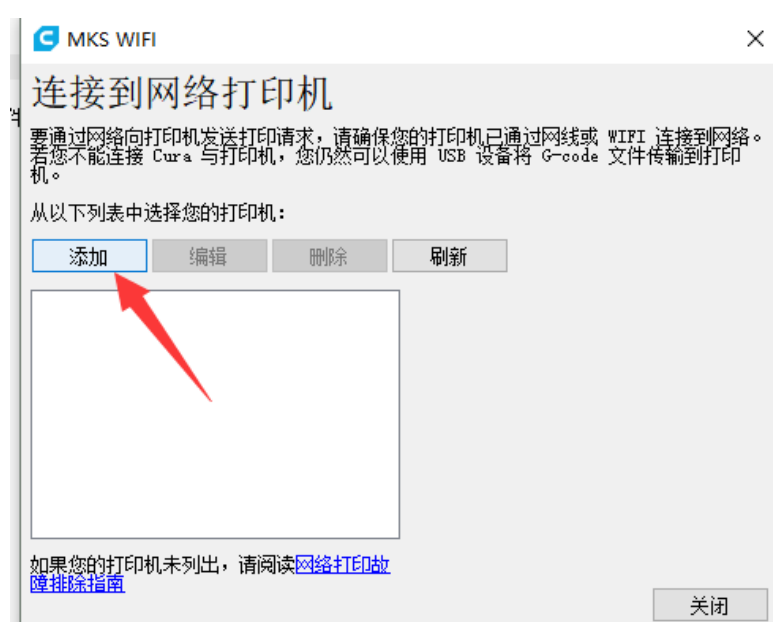 MKS WIFI
连接到网络打印机
要通过网络向打印机发送打印请求，请确保您的打印机已通过网线或 WIFI 连接到网络。
若您不能连接 Cura 与打印机，您仍然可以使用 USB 设备将 G-code 文件传输到打印
机。
从以下列表中选择您的打印机：
添加 编辑 删除 刷新
如果您的打印机未列出，请阅读网络打印故
障排除指南
关闭